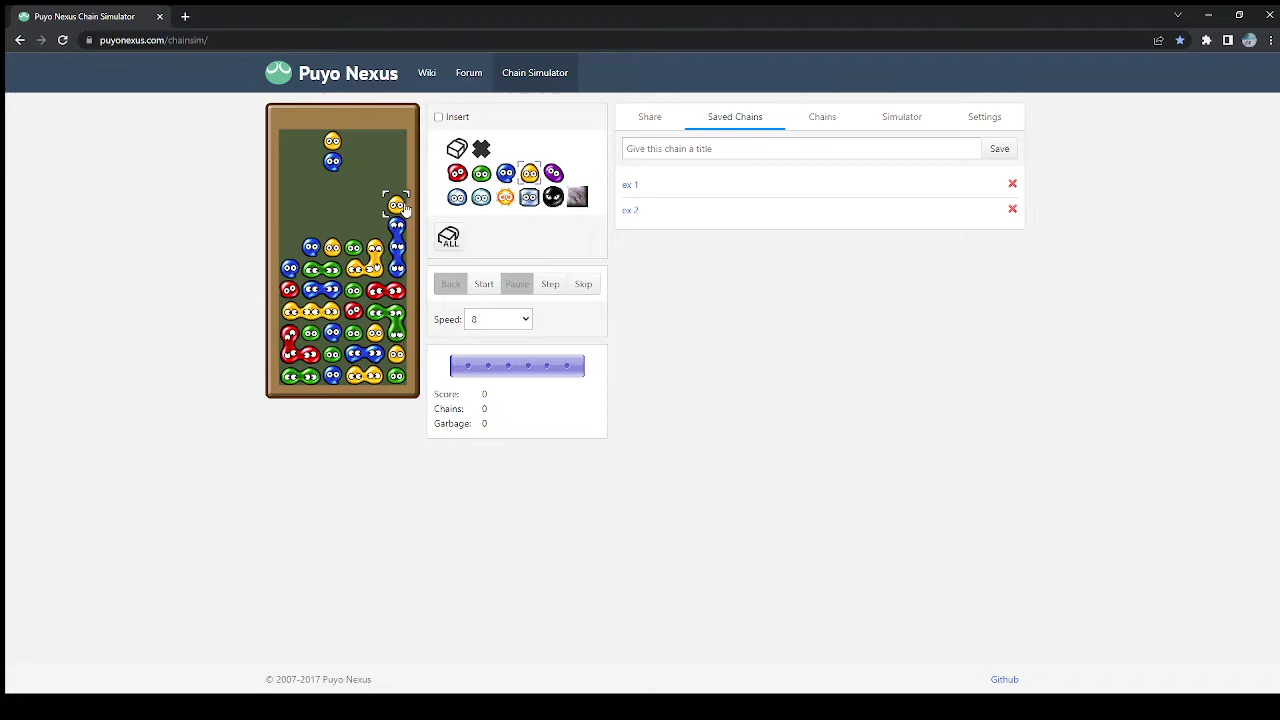 Puyo Nexus Chain Simulator
puyonexus.com/chainsim/
Puyo Nexus Wiki Forum Chain Simulator
Insert
Share Saved Chains Chains Simulator Settings
Give this chain a title Save
ex 1
ex 2
ALL
Back Start Pause Step Skip
Speed: 8
Score: 0
Chains: 0
Garbage: 0
© 2007-2017 Puyo Nexus Github